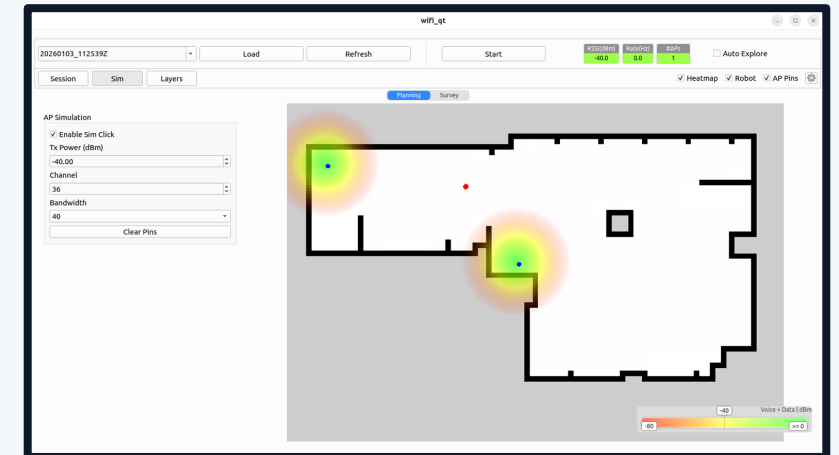 wifi_qt
20260103_112539Z Load Refresh Start RSSI(dBm) Rate(Hz) #APs Auto Explore
-40.0 0.0 1
Session Sim Layers Heatmap Robot AP Pins
Planning Survey
AP Simulation
Enable Sim Click
Tx Power (dBm)
-40.00
Channel
36
Bandwidth
40
Clear Pins
-40 Voice + Data | dBm
-80 >= 0